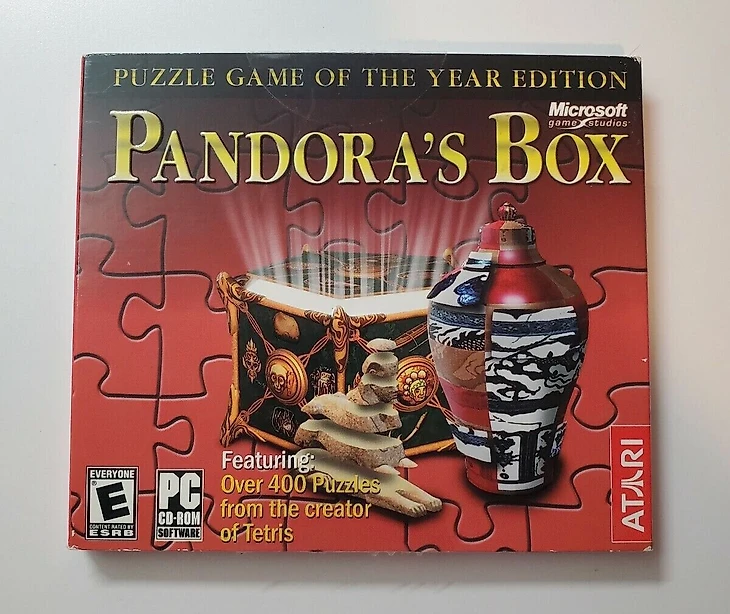 PUZZLE GAME OF THE YEAR EDITION
Microsoft
game studios
PANDORA'S BOX
Featuring:
Over 400 Puzzles
from the creator
of Tetris
EVERYONE
E
CONTENT RATED BY
ESRB
PC
CD-ROM
SOFTWARE
ATARI